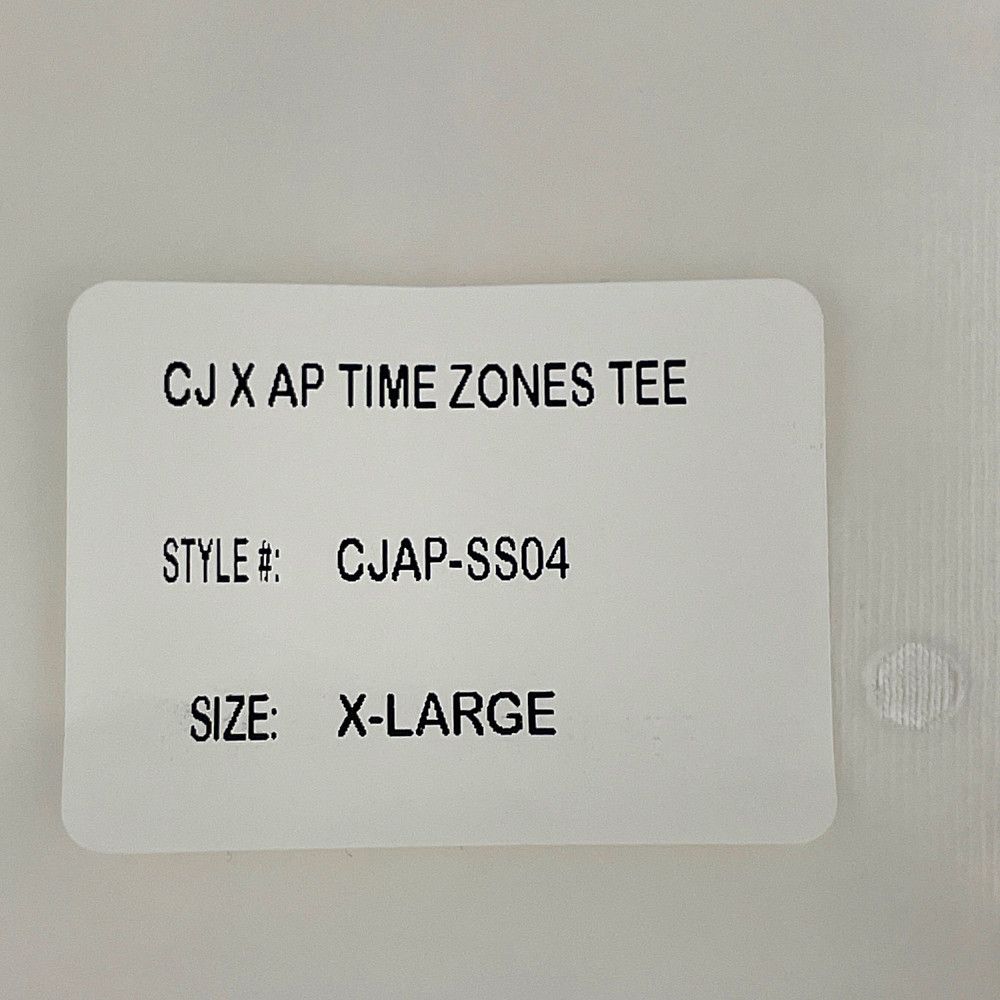 CJ X AP TIME ZONES TEE
STYLE #: CJAP-SS04
SIZE: X-LARGE